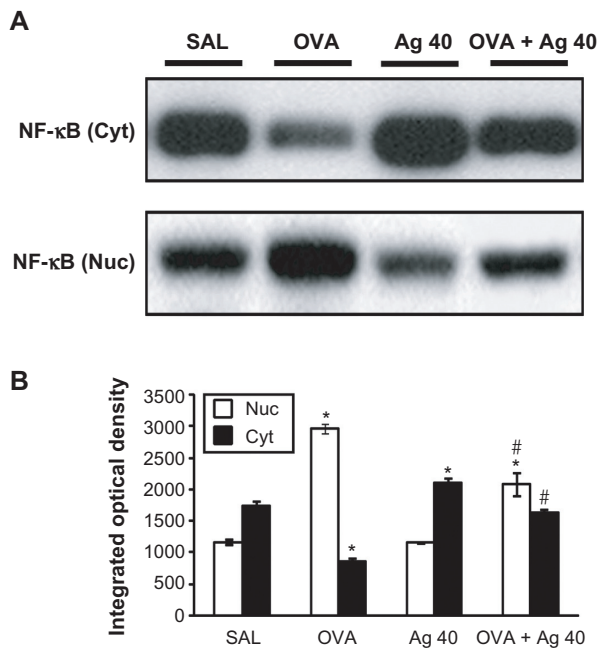 A
SAL OVA Ag 40 OVA + Ag 40
NF-κB (Cyt)
NF-κB (Nuc)
B
Integrated optical density
3500
3000
2500
2000
1500
1000
500
0
Nuc
Cyt
*
*
*
#
*
#
SAL OVA Ag 40 OVA + Ag 40